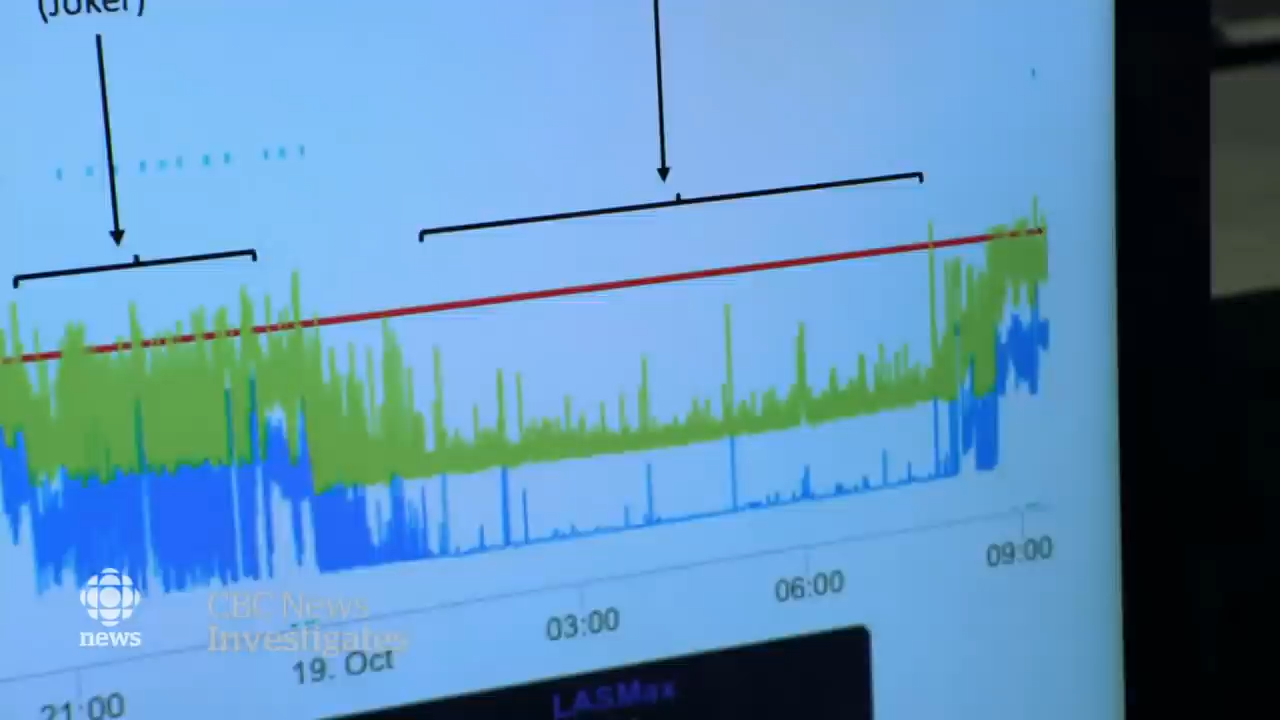 (Joker)
09:00
06:00
03:00
19. Oct
21:00
LASMax
news
CBC News
Investigates